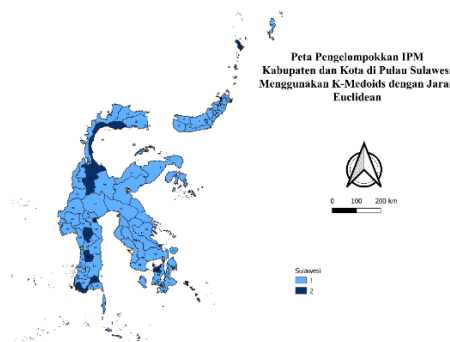 Peta Pengelompokkan IPM
Kabupaten dan Kota di Pulau Sulawesi
Menggunakan K-Medoids dengan Jarak
Euclidean
0 100 200 km
Sulawesi
1
2